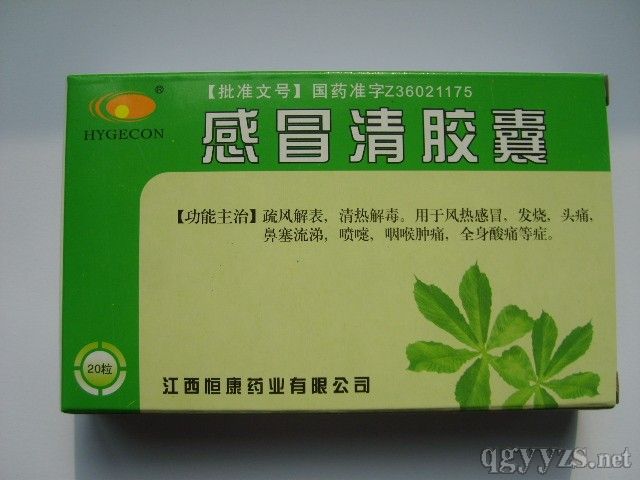 【批准文号】国药准字Z36021175
®
HYGECON
感冒清胶囊
【功能主治】疏风解表，清热解毒。用于风热感冒，发烧，头痛，
鼻塞流涕，喷嚏，咽喉肿痛，全身酸痛等症。
20粒
江西恒康药业有限公司
qgyyzs.net